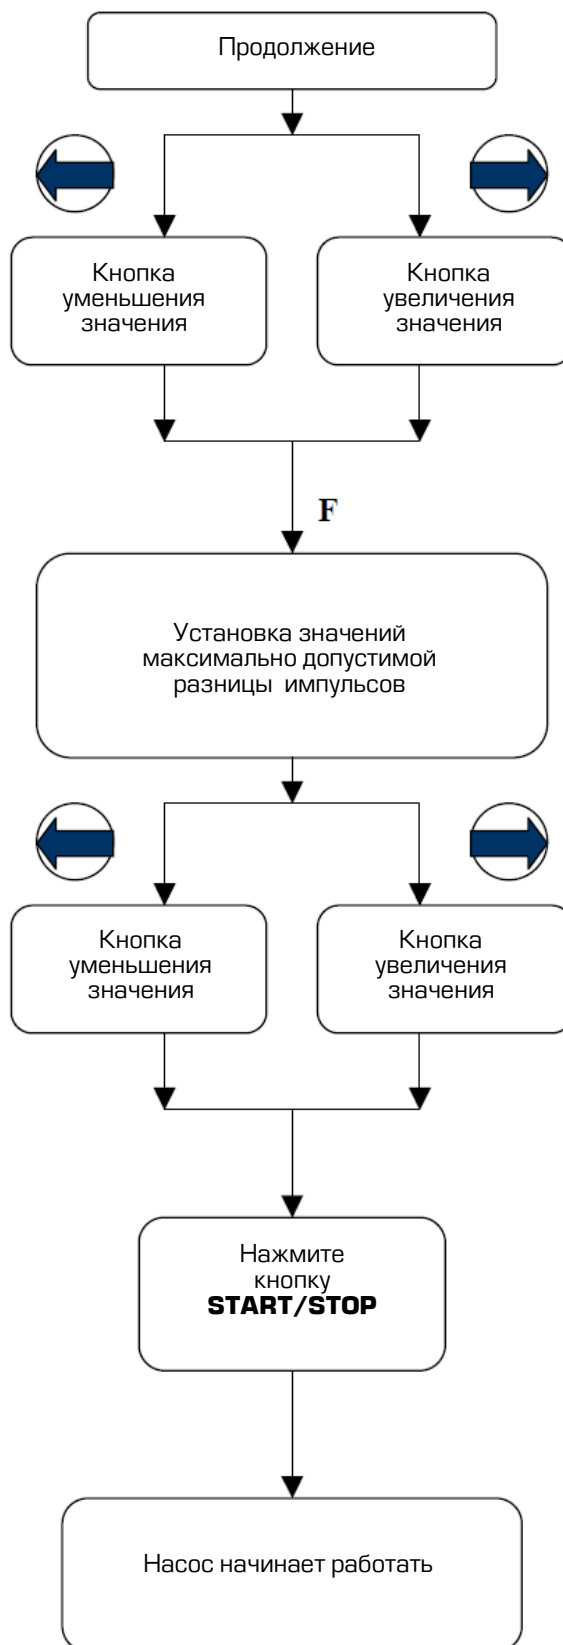 Продолжение
Кнопка
уменьшения
значения
Кнопка
увеличения
значения
F
Установка значений
максимально допустимой
разницы импульсов
Кнопка
уменьшения
значения
Кнопка
увеличения
значения
Нажмите
кнопку
START/STOP
Насос начинает работать